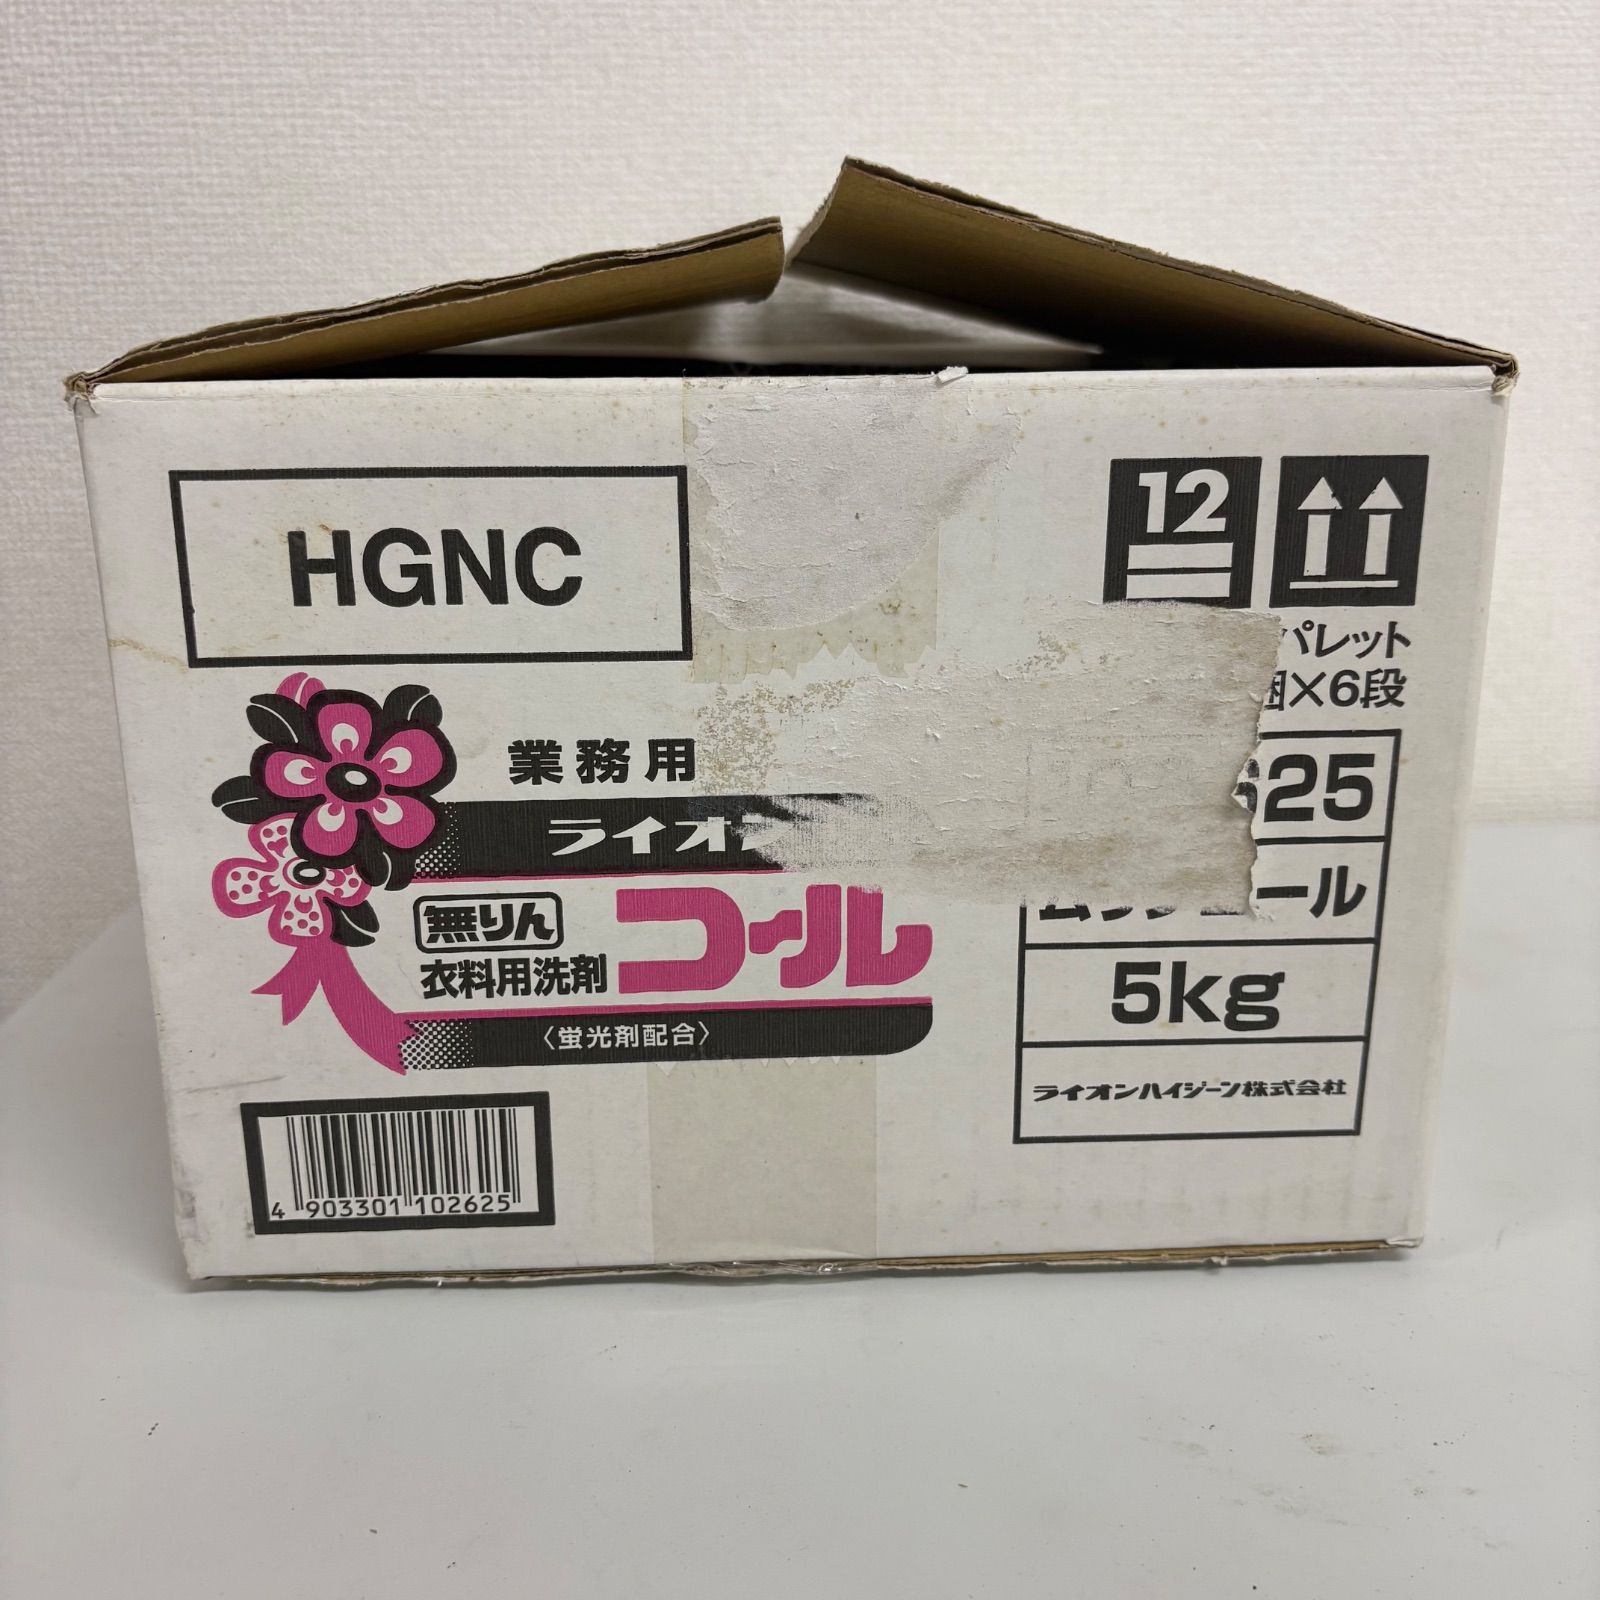 HGNC
12
パレット
×6段
業務用
ライオ
無りん
衣料用洗剤
コール
〈蛍光剤配合〉
625
ール
5kg
ライオンハイジーン株式会社
4 903301 102625